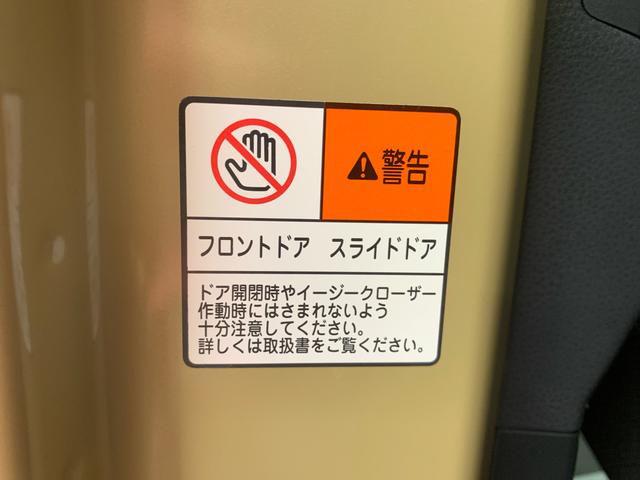 警告
フロントドア スライドドア
ドア開閉時やイージークローザー
作動時にはさまれないよう
十分注意してください。
詳しくは取扱書をご覧ください。